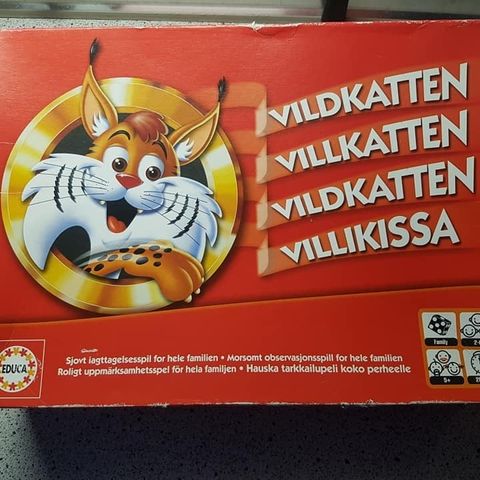 VILDKATTEN
VILLKATTEN
VILDKATTEN
VILLIKISSA
Sjovt iagttagelsesspil for hele familien • Morsomt observasjonsspill for hele familien
Roligt uppmärksamhetsspel för hela familjen • Hauska tarkkailupeli koko perheelle
EDUCA
Family
5+